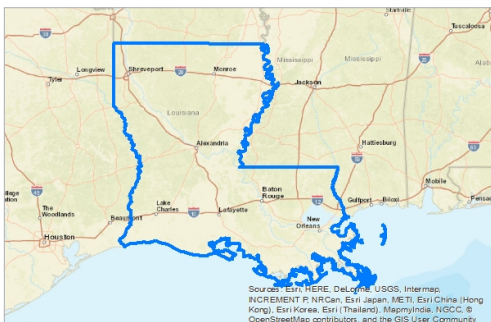 Starkville
Tuscaloosa
Longview
Shreveport
Monroe
Mississippi
Mississippi
Tyler
Jackson
Louisiana
Alexandria
Hattiesburg
Baton
Rouge
Mobile
The
Woodlands
Lake
Charles
Lafayette
Gulfport
Biloxi
Beaumont
New
Orleans
Houston
Sources: Esri, HERE, DeLorme, USGS, Intermap,
INCREMENT P, NRCan, Esri Japan, METI, Esri China (Hong
Kong), Esri Korea, Esri (Thailand), MapmyIndia, NGCC, ©
OpenStreetMap contributors, and the GIS User Community